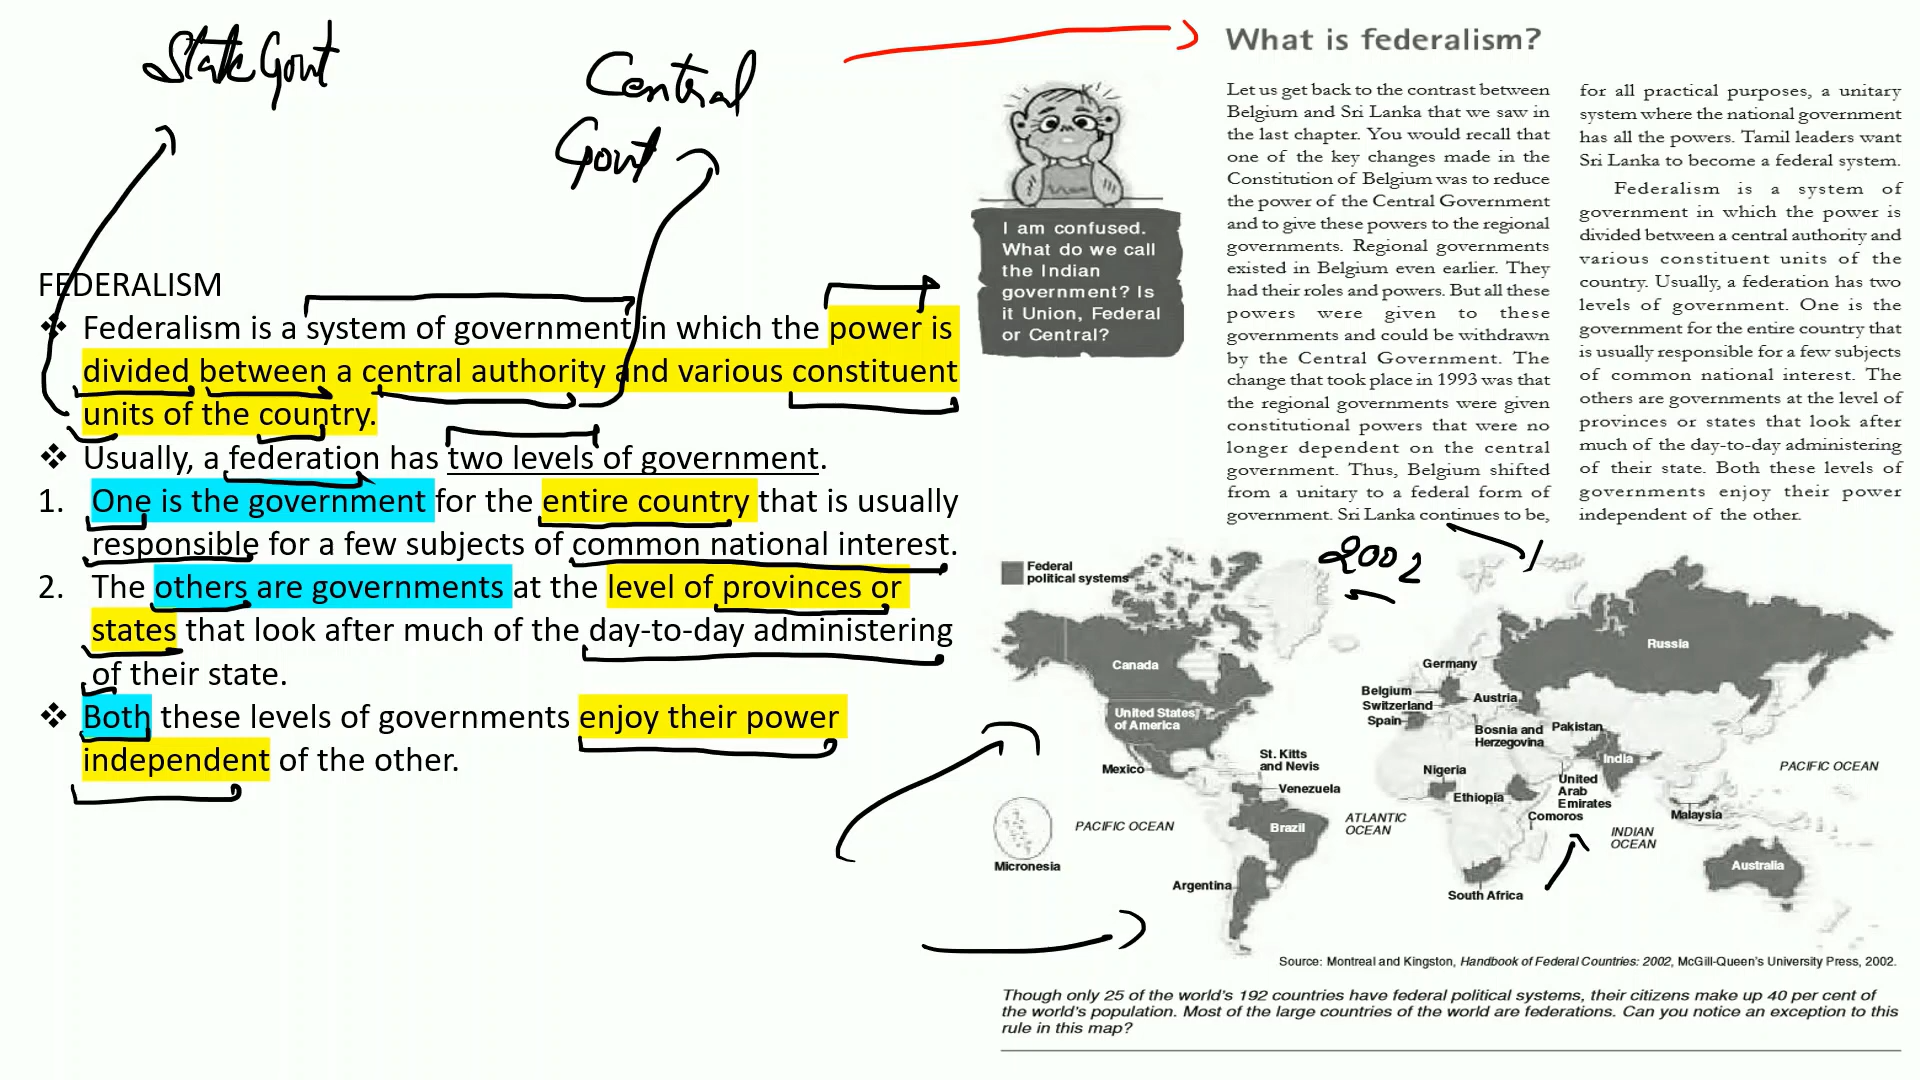 State Govt
Central
Govt
FEDERALISM
❖ Federalism is a system of government in which the power is
divided between a central authority and various constituent
units of the country.
❖ Usually, a federation has two levels of government.
1. One is the government for the entire country that is usually
responsible for a few subjects of common national interest.
2. The others are governments at the level of provinces or
states that look after much of the day-to-day administering
of their state.
❖ Both these levels of governments enjoy their power
independent of the other.
What is federalism?
I am confused.
What do we call
the Indian
government? Is
it Union, Federal
or Central?
Let us get back to the contrast between
Belgium and Sri Lanka that we saw in
the last chapter. You would recall that
one of the key changes made in the
Constitution of Belgium was to reduce
the power of the Central Government
and to give these powers to the regional
governments. Regional governments
existed in Belgium even earlier. They
had their roles and powers. But all these
powers were given to these
governments and could be withdrawn
by the Central Government. The
change that took place in 1993 was that
the regional governments were given
constitutional powers that were no
longer dependent on the central
government. Thus, Belgium shifted
from a unitary to a federal form of
government. Sri Lanka continues to be,
for all practical purposes, a unitary
system where the national government
has all the powers. Tamil leaders want
Sri Lanka to become a federal system.
Federalism is a system of
government in which the power is
divided between a central authority and
various constituent units of the
country. Usually, a federation has two
levels of government. One is the
government for the entire country that
is usually responsible for a few subjects
of common national interest. The
others are governments at the level of
provinces or states that look after
much of the day-to-day administering
of their state. Both these levels of
governments enjoy their power
independent of the other.
2002
Federal
political systems
Canada
United States
of America
Mexico
St. Kitts
and Nevis
Venezuela
Brazil
Argentina
PACIFIC OCEAN
Micronesia
ATLANTIC
OCEAN
Russia
Germany
Belgium
Switzerland
Spain
Austria
Bosnia and
Herzegovina
Pakistan
India
Nigeria
Ethiopia
United
Arab
Emirates
Comoros
Malaysia
PACIFIC OCEAN
INDIAN
OCEAN
South Africa
Australia
Source: Montreal and Kingston, Handbook of Federal Countries: 2002, McGill-Queen's University Press, 2002.
Though only 25 of the world's 192 countries have federal political systems, their citizens make up 40 per cent of
the world's population. Most of the large countries of the world are federations. Can you notice an exception to this
rule in this map?